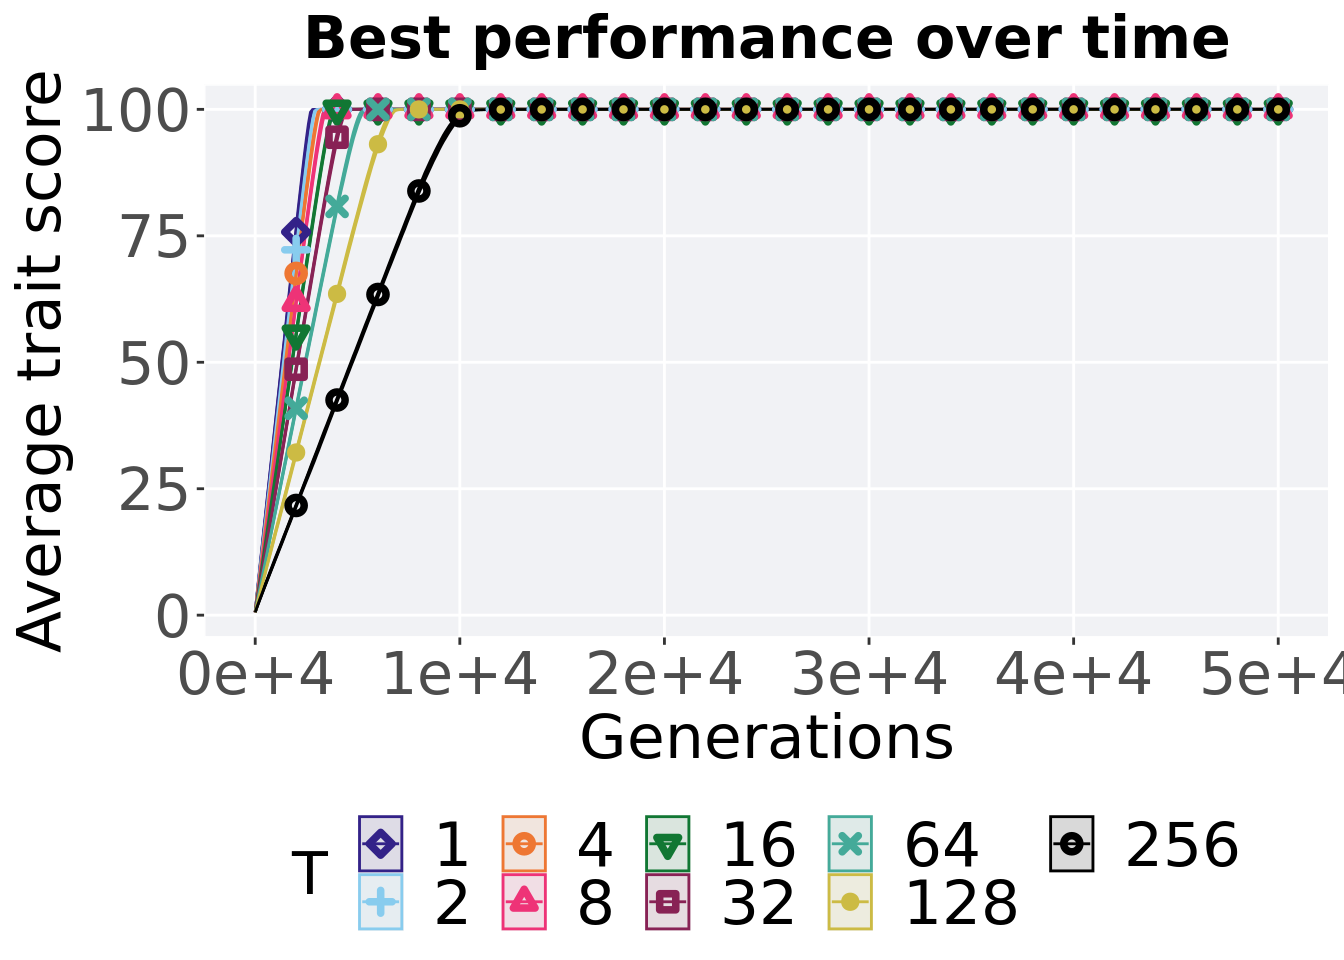 Best performance over time
Average trait score
100
75
50
25
0
0e+4 1e+4 2e+4 3e+4 4e+4 5e+4
Generations
T
1 4 16 64 256
2 8 32 128